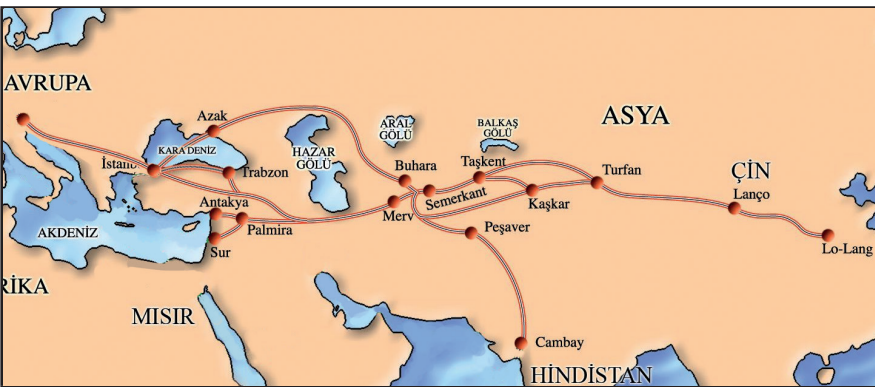 AVRUPA
Azak
KARA DENİZ
Trabzon
HAZAR
GÖLÜ
ARAL
GÖLÜ
BALKAŞ
GÖLÜ
ASYA
Buhara
Taşkent
Turfan
ÇİN
Semerkant
Kaşkar
Lanço
Merv
Antakya
Palmira
AKDENİZ
Sur
Peşaver
Lo-Lang
RİKA
MISIR
Cambay
HİNDİSTAN